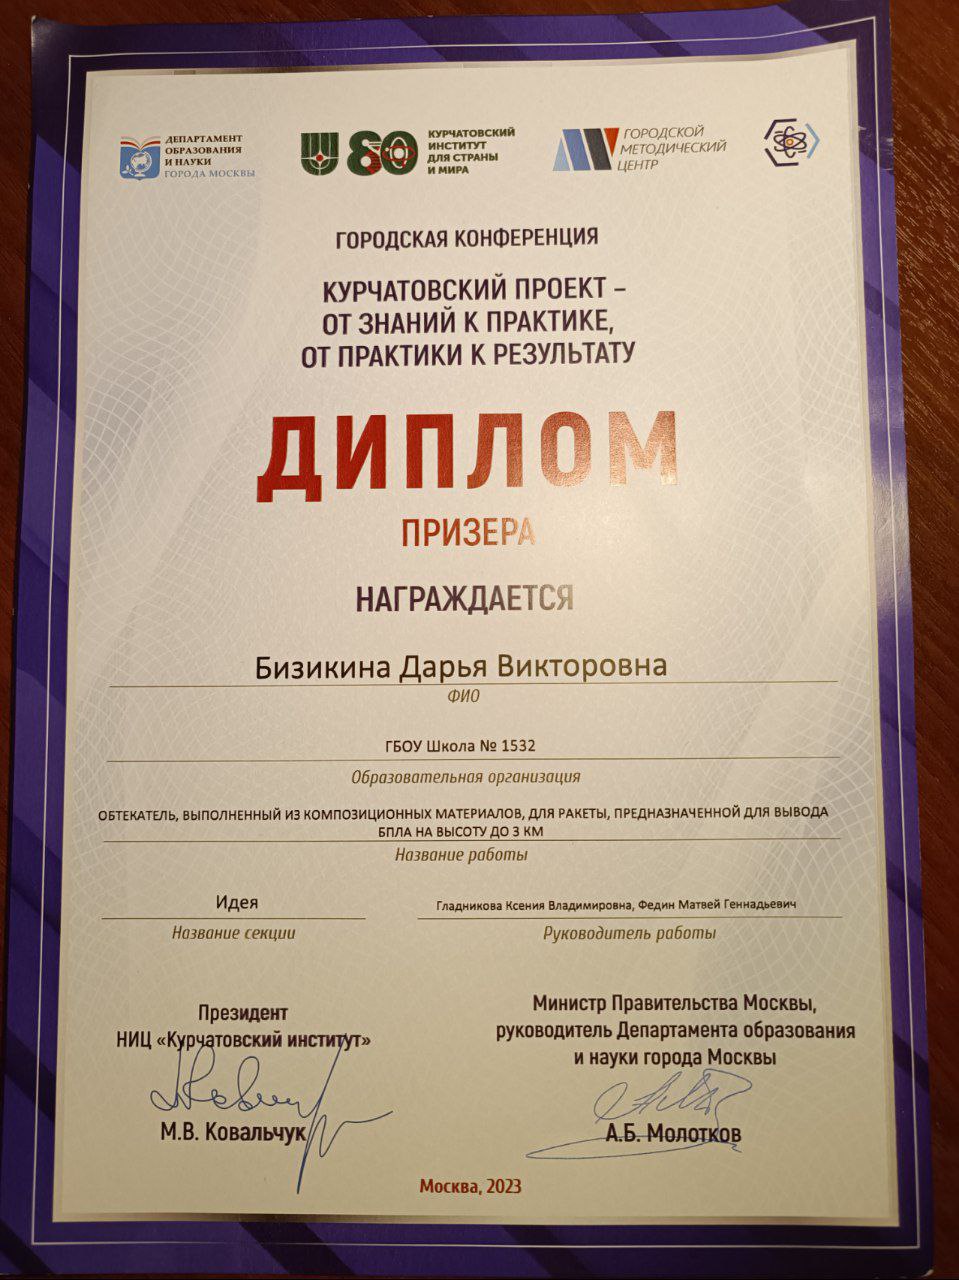 ДЕПАРТАМЕНТ
ОБРАЗОВАНИЯ
И НАУКИ
ГОРОДА МОСКВЫ
80
КУРЧАТОВСКИЙ
ИНСТИТУТ
ДЛЯ СТРАНЫ
И МИРА
ГОРОДСКОЙ
МЕТОДИЧЕСКИЙ
ЦЕНТР
ГОРОДСКАЯ КОНФЕРЕНЦИЯ
КУРЧАТОВСКИЙ ПРОЕКТ –
ОТ ЗНАНИЙ К ПРАКТИКЕ,
ОТ ПРАКТИКИ К РЕЗУЛЬТАТУ
ДИПЛОМ
ПРИЗЕРА
НАГРАЖДАЕТСЯ
Бизикина Дарья Викторовна
ФИО
ГБОУ Школа № 1532
Образовательная организация
ОБТЕКАТЕЛЬ, ВЫПОЛНЕННЫЙ ИЗ КОМПОЗИЦИОННЫХ МАТЕРИАЛОВ, ДЛЯ РАКЕТЫ, ПРЕДНАЗНАЧЕННОЙ ДЛЯ ВЫВОДА
БПЛА НА ВЫСОТУ ДО 3 КМ
Название работы
Идея
Название секции
Гладникова Ксения Владимировна, Федин Матвей Геннадьевич
Руководитель работы
Президент
НИЦ «Курчатовский институт»
М.В. Ковальчук
Министр Правительства Москвы,
руководитель Департамента образования
и науки города Москвы
А.Б. Молотков
Москва, 2023